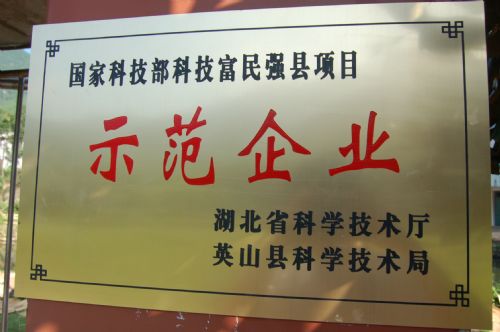 国家科技部科技富民强县项目
示范企业
湖北省科学技术厅
英山县科学技术局